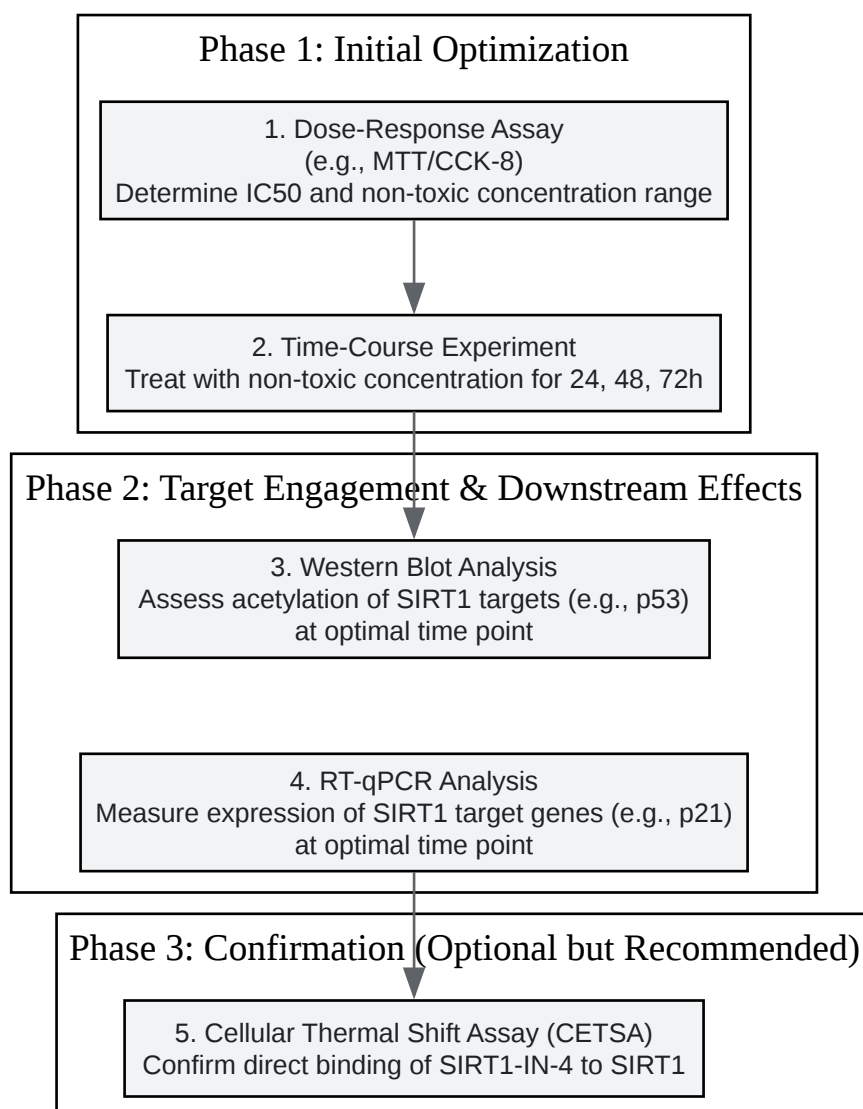 Phase 1: Initial Optimization
1. Dose-Response Assay
(e.g., MTT/CCK-8)
Determine IC50 and non-toxic concentration range
2. Time-Course Experiment
Treat with non-toxic concentration for 24, 48, 72h
Phase 2: Target Engagement & Downstream Effects
3. Western Blot Analysis
Assess acetylation of SIRT1 targets (e.g., p53)
at optimal time point
4. RT-qPCR Analysis
Measure expression of SIRT1 target genes (e.g., p21)
at optimal time point
Phase 3: Confirmation (Optional but Recommended)
5. Cellular Thermal Shift Assay (CETSA)
Confirm direct binding of SIRT1-IN-4 to SIRT1